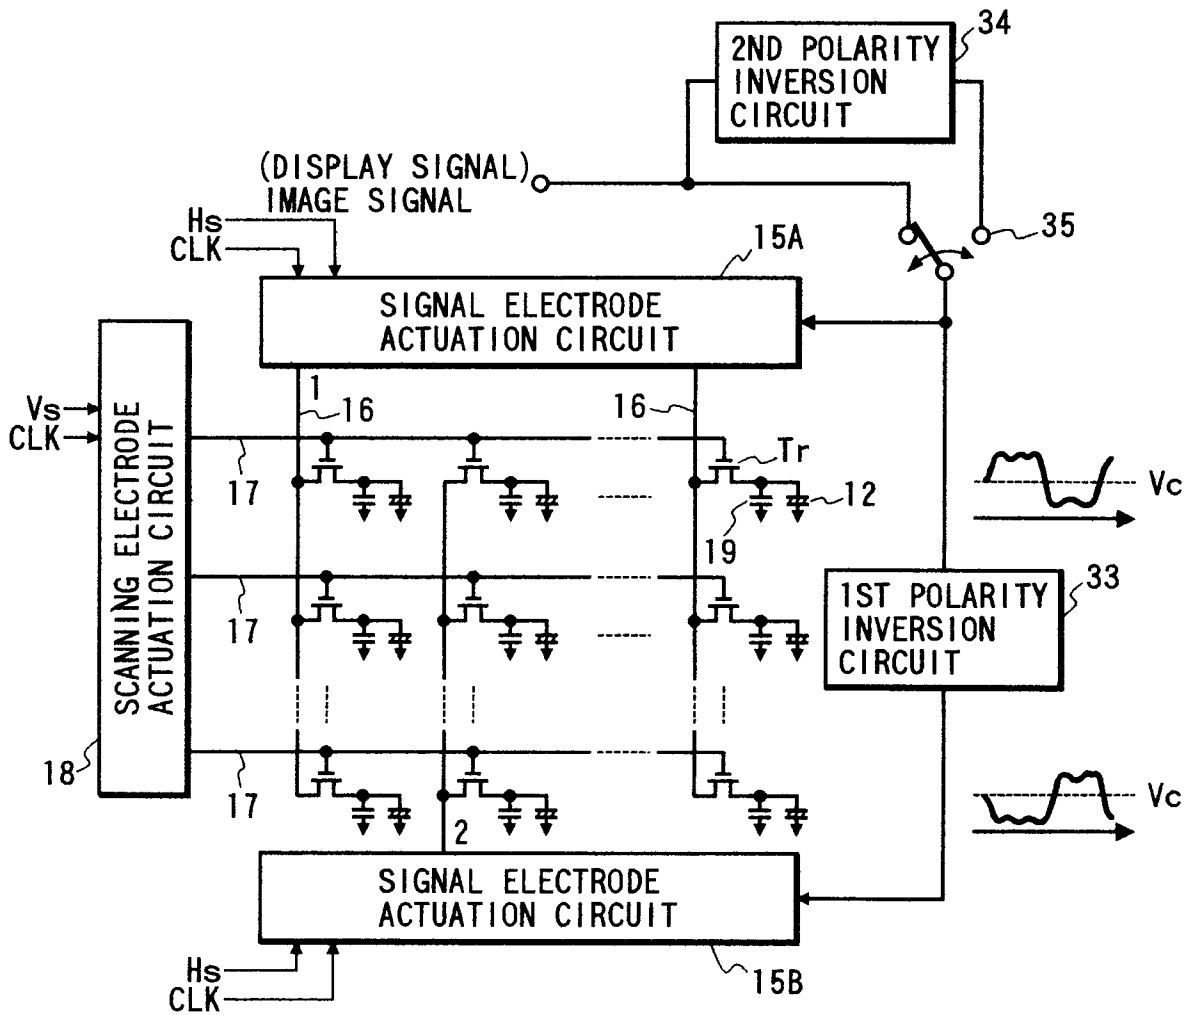 34
2ND POLARITY
INVERSION
CIRCUIT
(DISPLAY SIGNAL)
IMAGE SIGNAL
35
Hs
CLK
15A
SIGNAL ELECTRODE
ACTUATION CIRCUIT
1
16
16
Vs
CLK
SCANNING ELECTRODE
ACTUATION CIRCUIT
17
Tr
12
19
Vc
17
33
1ST POLARITY
INVERSION
CIRCUIT
18
17
Vc
2
SIGNAL ELECTRODE
ACTUATION CIRCUIT
Hs
CLK
15B